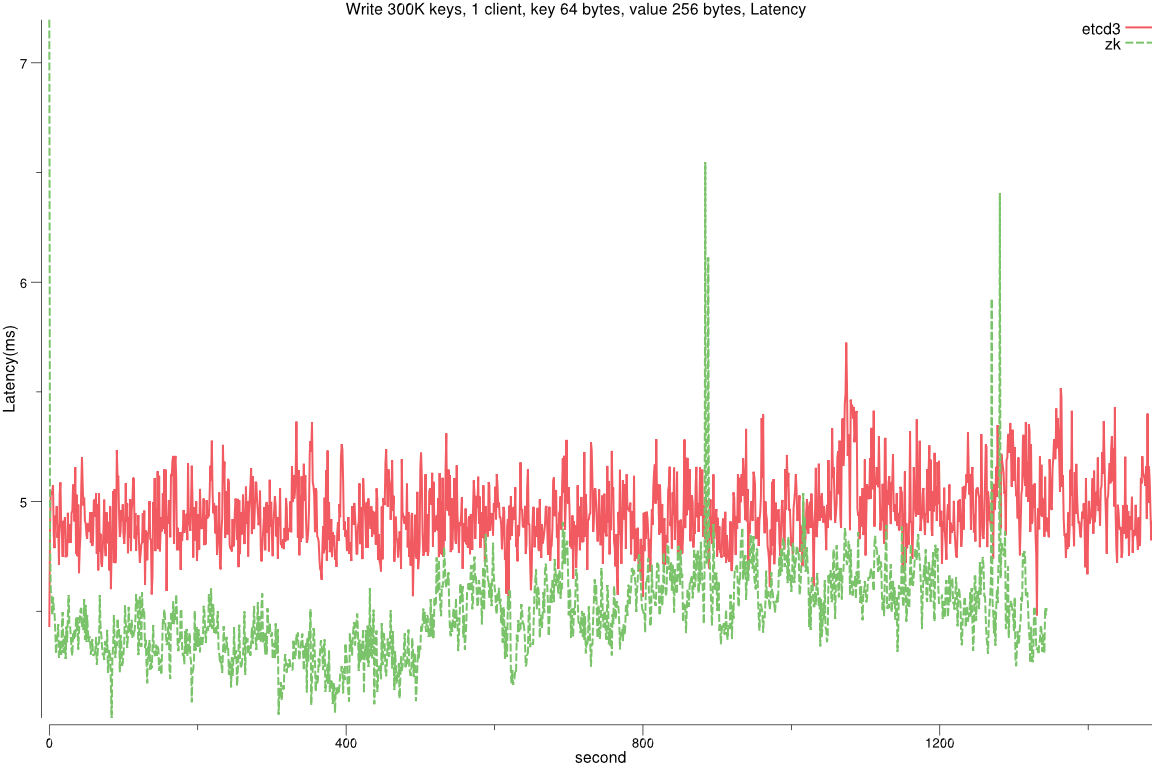 Write 300K keys, 1 client, key 64 bytes, value 256 bytes, Latency
etcd3
zk
7
6
5
Latency(ms)
0 400 800 1200
second